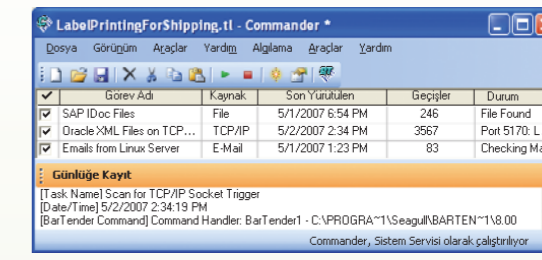 LabelPrintingForShipping.tl - Commander *
Dosya Görünüm Araçlar Yardım Algılama Araçlar Yardım
Görev Adı Kaynak Son Yürütülen Geçişler Durum
SAP IDoc Files File 5/1/2007 6:54 PM 246 File Found
Oracle XML Files on TCP... TCP/IP 5/2/2007 2:34 PM 3567 Port 5170: L
Emails from Linux Server E-Mail 5/1/2007 1:23 PM 83 Checking Ma
Günlüğe Kayıt
[Task Name] Scan for TCP/IP Socket Trigger
[Date/Time] 5/2/2007 2:34:19 PM
[BarTender Command] Command Handler: BarTender1 - C:\PROGRA~1\Seagull\BARTEN~1\8.00
Commander, Sistem Servisi olarak çalıştırılıyor